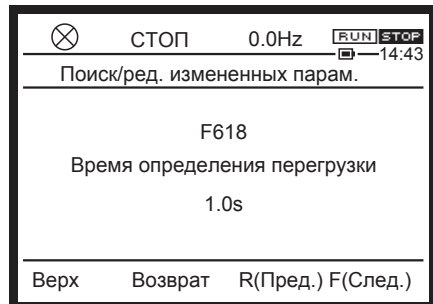 СТОП 0.0Hz RUN STOP
14:43
Поиск/ред. измененных парам.
F618
Время определения перегрузки
1.0s
Верх Возврат R(Пред.) F(След.)